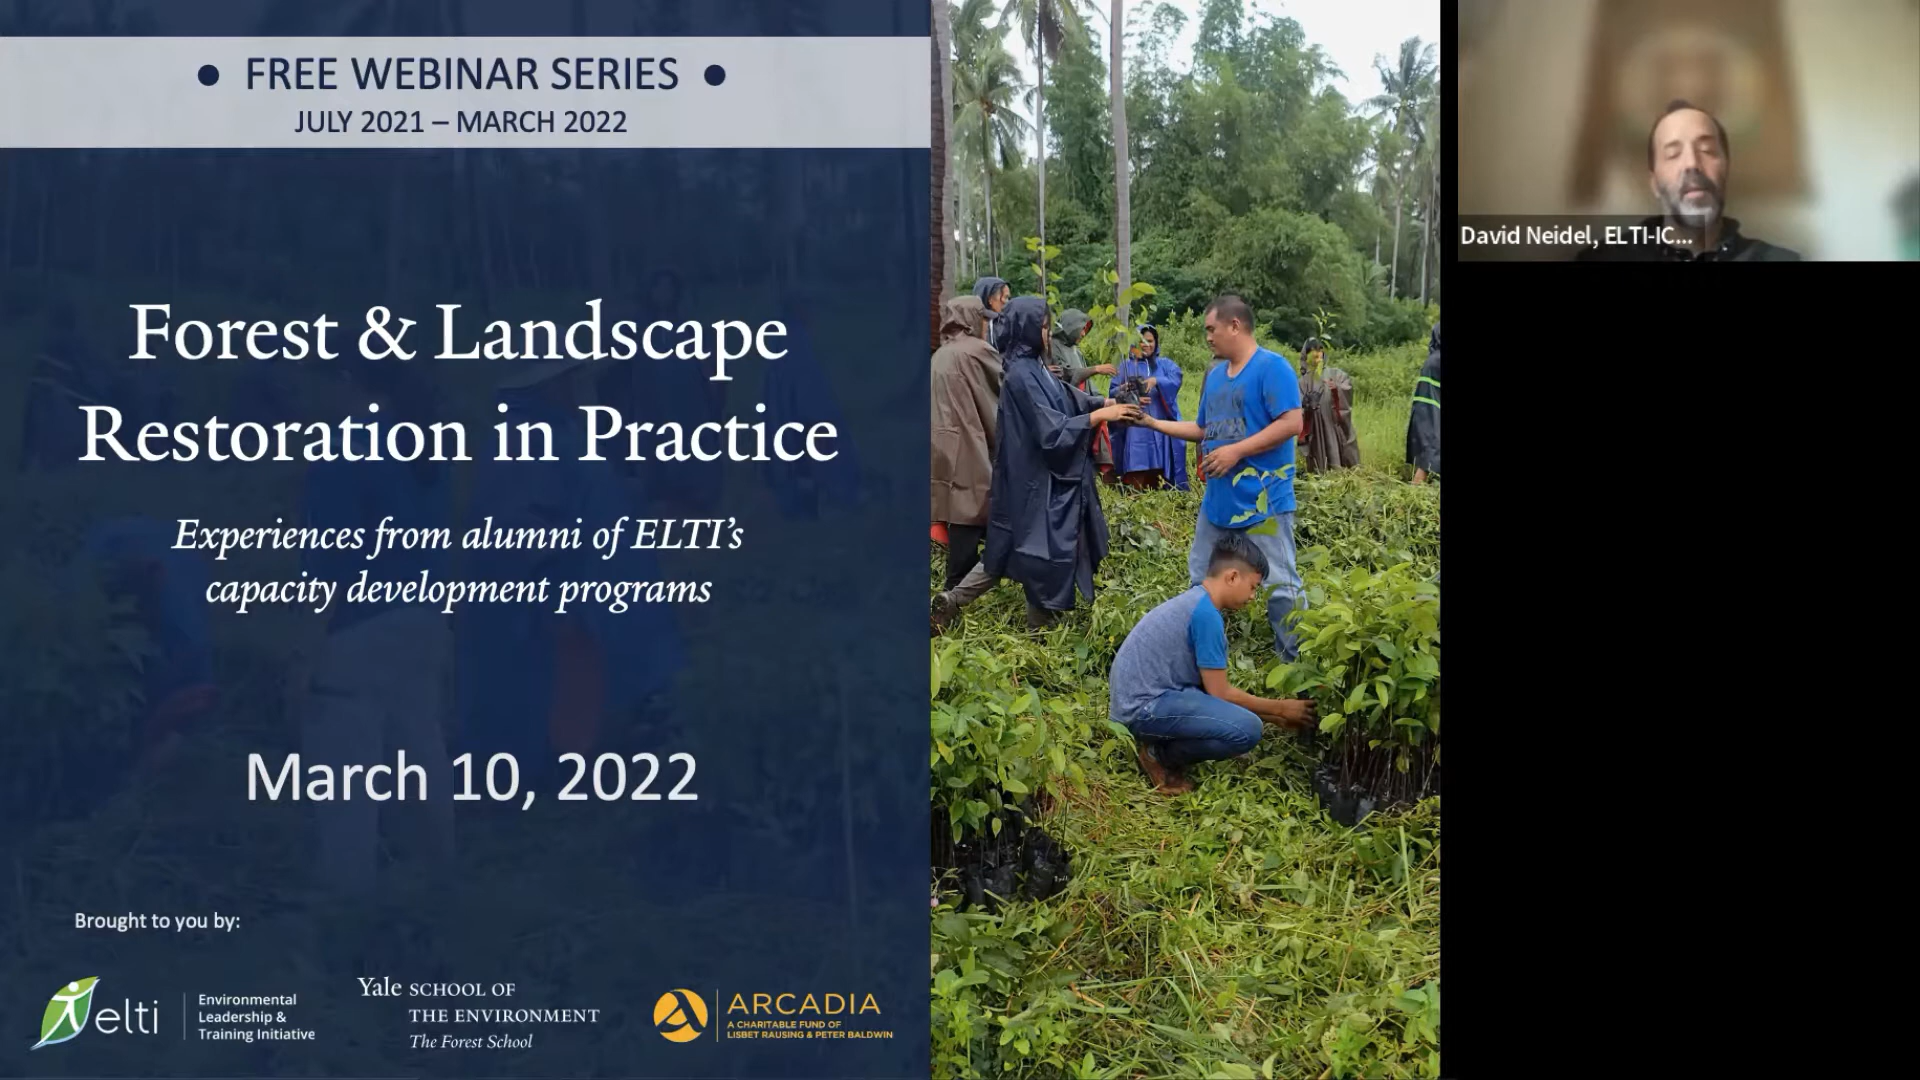 • FREE WEBINAR SERIES •
JULY 2021 – MARCH 2022
Forest & Landscape
Restoration in Practice
Experiences from alumni of ELTI's
capacity development programs
March 10, 2022
Brought to you by:
elti
Environmental
Leadership &
Training Initiative
Yale SCHOOL OF
THE ENVIRONMENT
The Forest School
ARCADIA
A CHARITABLE FUND OF
LISBET RAUSING & PETER BALDWIN
David Neidel, ELTI-IC...